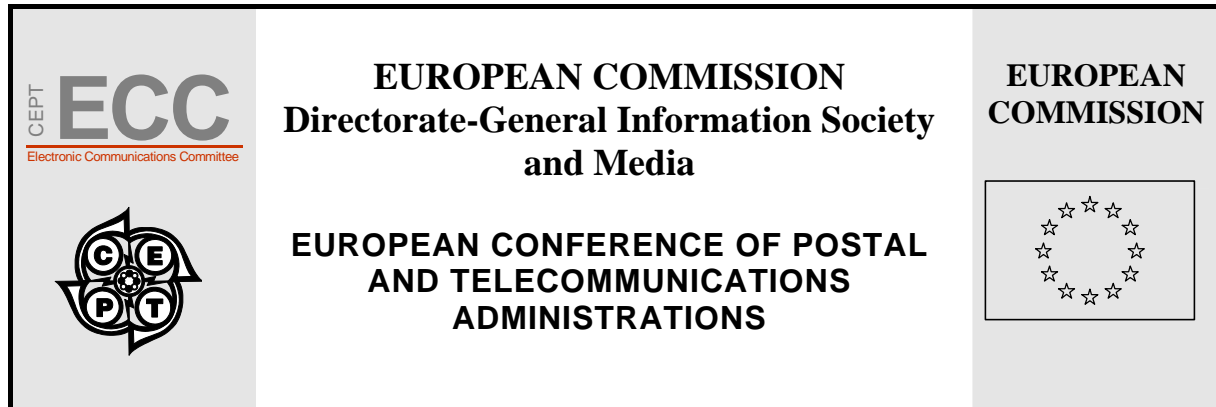 CEPT
ECC
Electronic Communications Committee
C E
P T
EUROPEAN COMMISSION
Directorate-General Information Society
and Media
EUROPEAN CONFERENCE OF POSTAL
AND TELECOMMUNICATIONS
ADMINISTRATIONS
EUROPEAN
COMMISSION